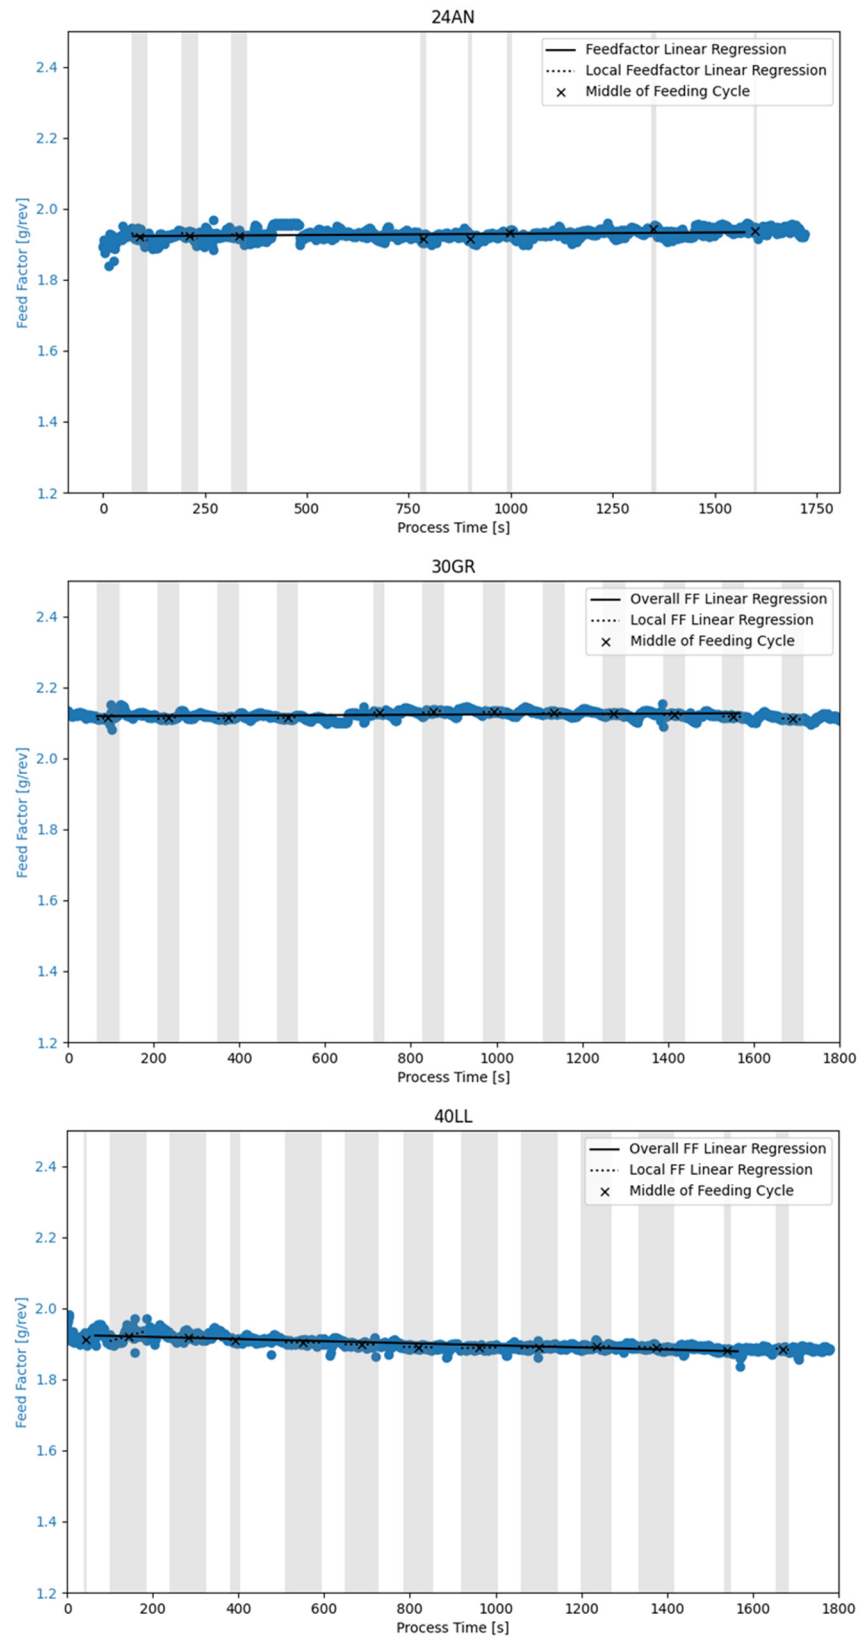 24AN
Feedfactor Linear Regression
Local Feedfactor Linear Regression
Middle of Feeding Cycle
Feed Factor [g/rev]
2.4
2.2
2.0
1.8
1.6
1.4
1.2
0 250 500 750 1000 1250 1500 1750
Process Time [s]
30GR
Overall FF Linear Regression
Local FF Linear Regression
Middle of Feeding Cycle
Feed Factor [g/rev]
2.4
2.2
2.0
1.8
1.6
1.4
1.2
0 200 400 600 800 1000 1200 1400 1600 1800
Process Time [s]
40LL
Overall FF Linear Regression
Local FF Linear Regression
Middle of Feeding Cycle
Feed Factor [g/rev]
2.4
2.2
2.0
1.8
1.6
1.4
1.2
0 200 400 600 800 1000 1200 1400 1600 1800
Process Time [s]